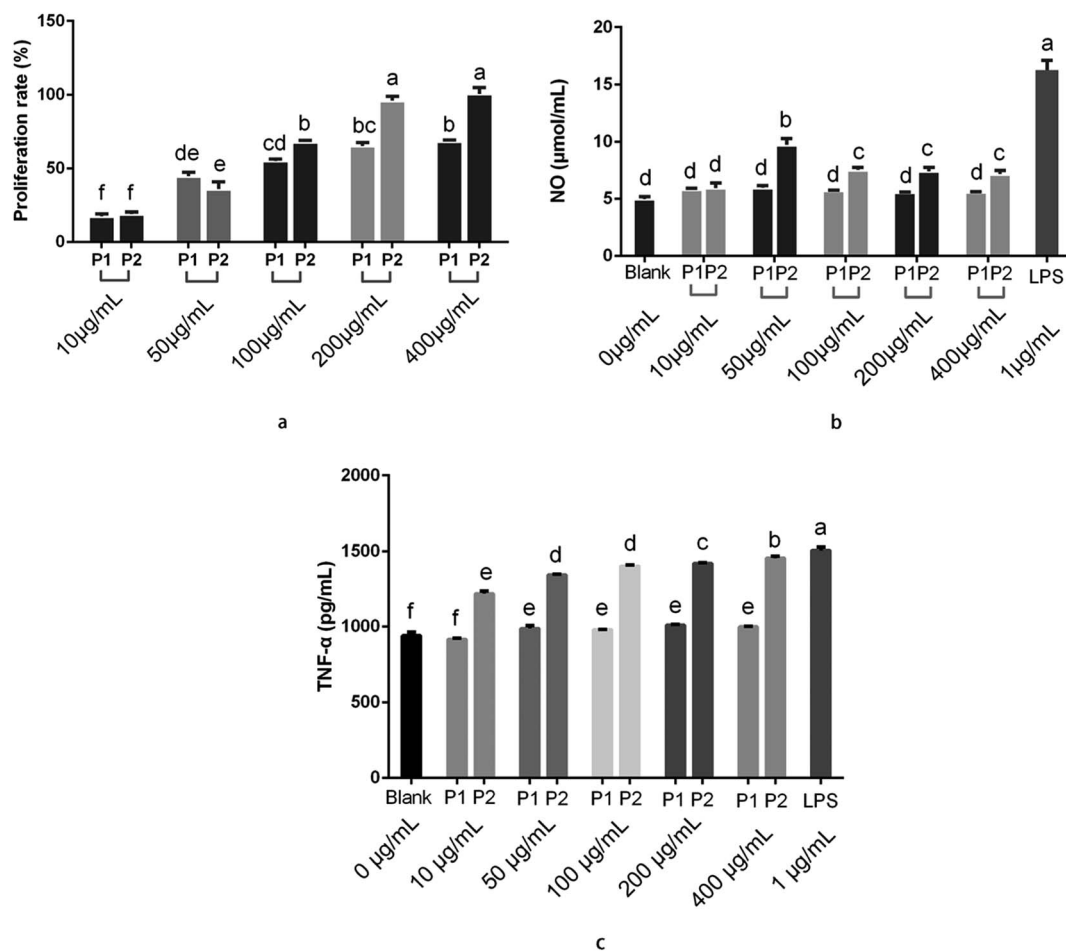 150
100
50
0
Proliferation rate (%)
f f de e cd b bc a b a
P1 P2 P1 P2 P1 P2 P1 P2 P1 P2
10µg/mL 50µg/mL 100µg/mL 200µg/mL 400µg/mL
a
20
15
10
5
0
NO (µmol/mL)
d d d d b d c d c d c a
Blank P1P2 P1P2 P1P2 P1P2 P1P2 LPS
0µg/mL 10µg/mL 50µg/mL 100µg/mL 200µg/mL 400µg/mL 1µg/mL
b
2000
1500
1000
500
0
TNF-α (pg/mL)
f f e e d e d e c e b a
Blank P1 P2 P1 P2 P1 P2 P1 P2 P1 P2 LPS
0 µg/mL 10 µg/mL 50 µg/mL 100 µg/mL 200 µg/mL 400 µg/mL 1 µg/mL
c